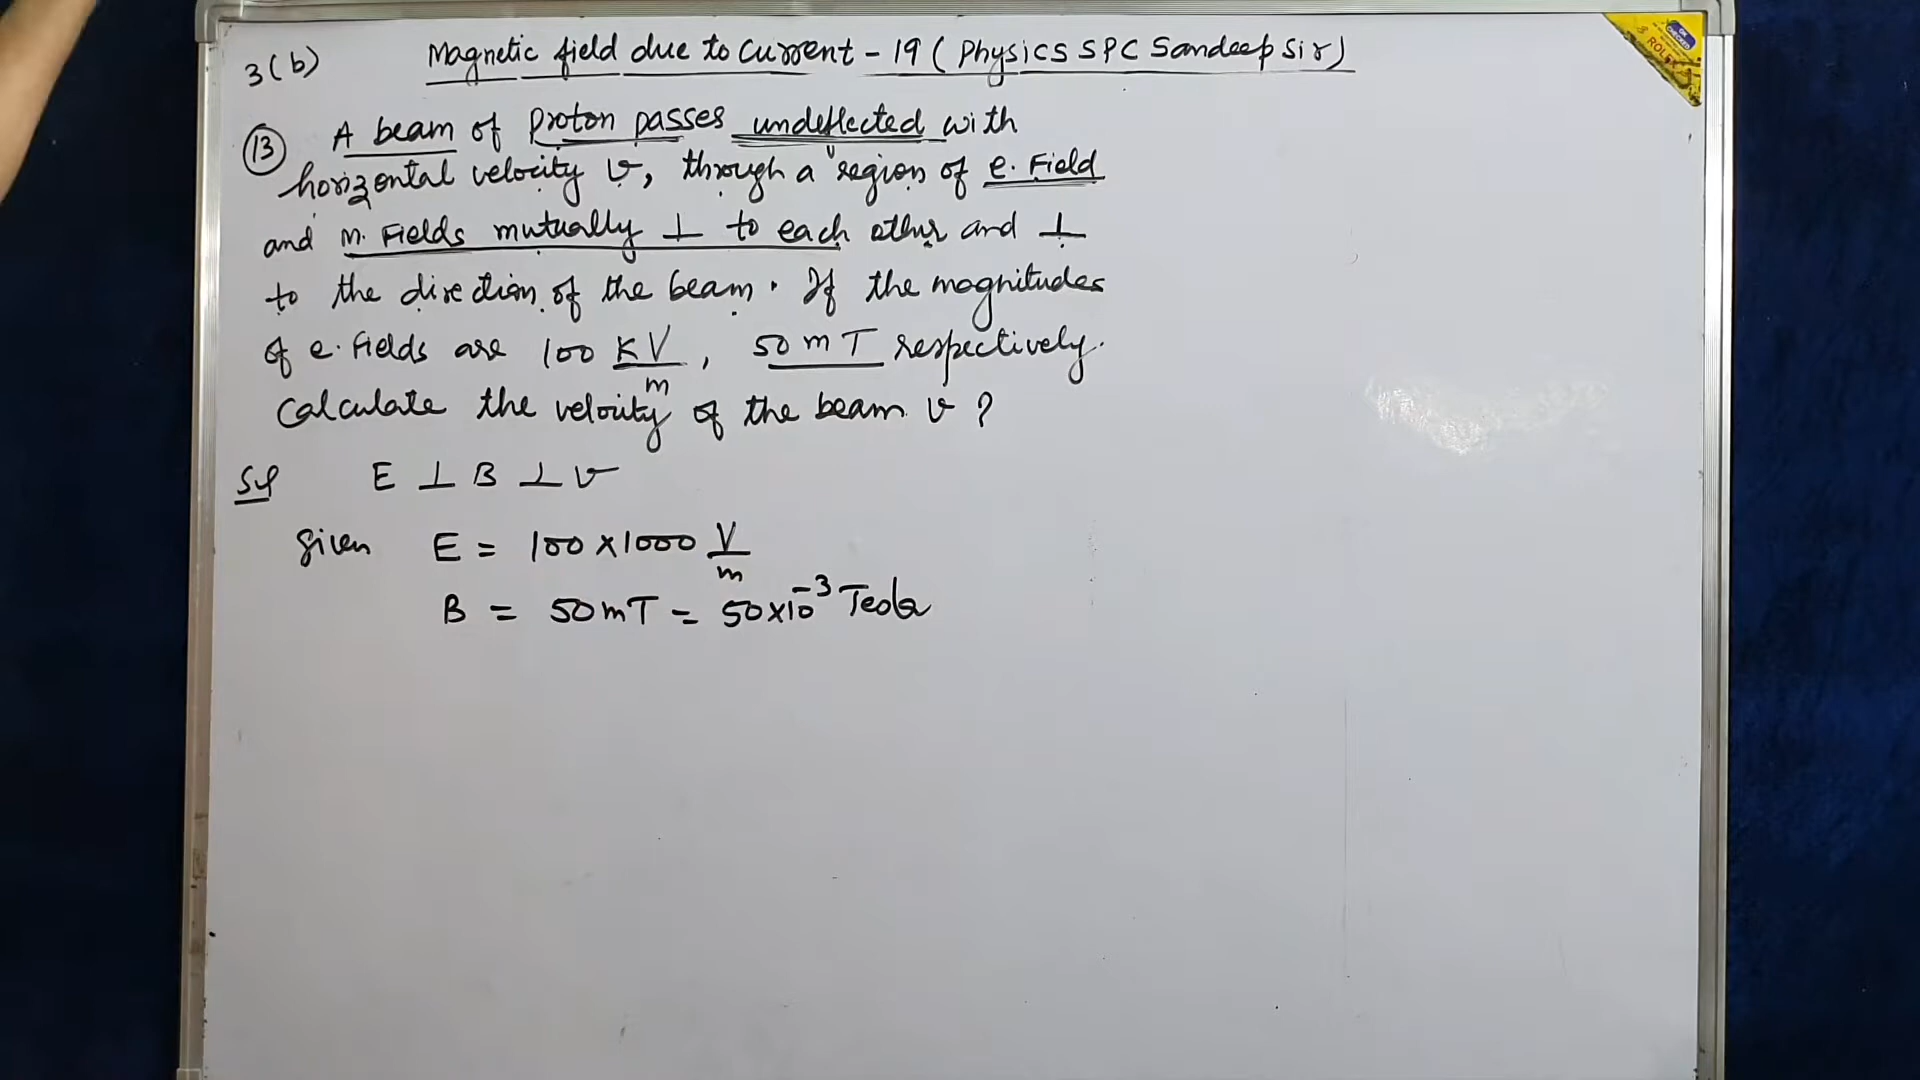 3(b) Magnetic field due to Current - 19 (Physics SPC Sandeep Sir)
(13) A beam of Proton passes undeflected with
horizontal velocity v, through a region of e. Field
and M. Fields mutually ⊥ to each other and ⊥
to the direction of the beam. If the magnitudes
of e. Fields are 100 KV/m, 50 mT respectively.
Calculate the velocity of the beam v ?
Sol E ⊥ B ⊥ v
given E = 100 × 1000 V/m
B = 50mT = 50×10⁻³ Tesla
ROL